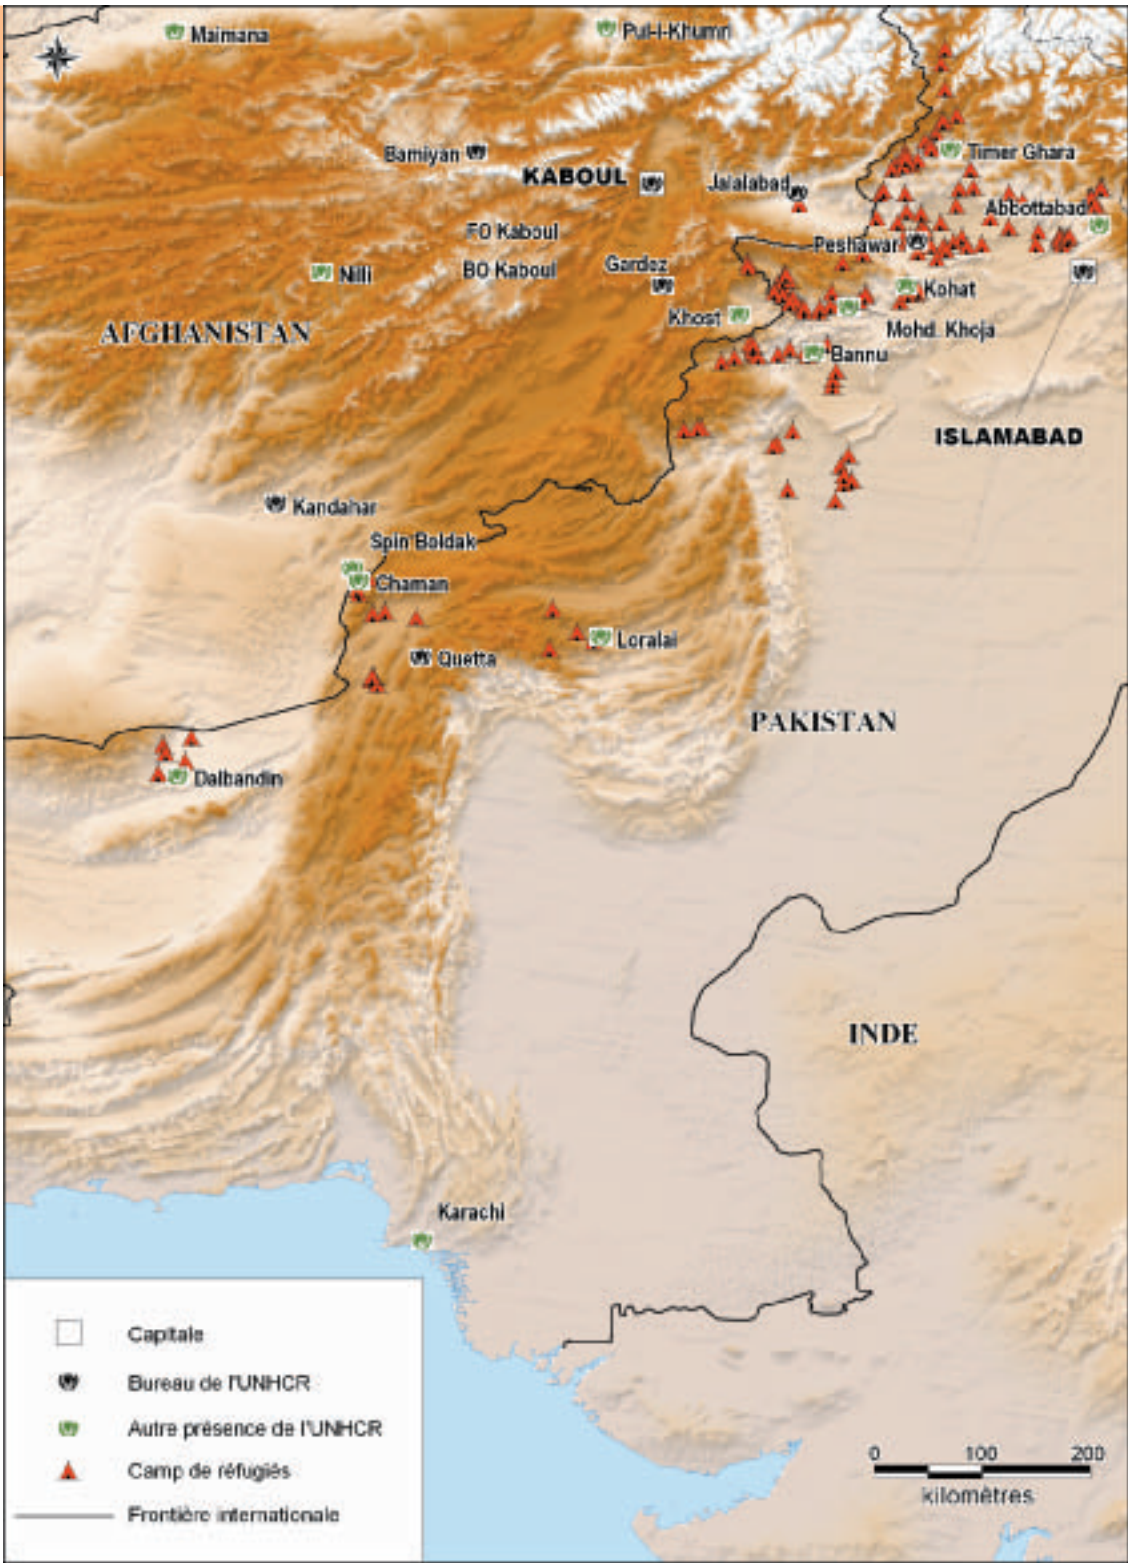 Maimana
Pul-I-Khumri
Bamiyan
KABOUL
Jalalabad
Timer Ghara
Abbottabad
FO Kaboul
Peshawar
BO Kaboul
Gardez
Nilli
Kohat
Khost
AFGHANISTAN
Mohd. Khoja
Bannu
ISLAMABAD
Kandahar
Spin Boldak
Chaman
Loralai
Quetta
PAKISTAN
Dalbandin
INDE
Karachi
Capitale
Bureau de l'UNHCR
Autre présence de l'UNHCR
Camp de réfugiés
Frontière internationale
0 100 200
kilomètres